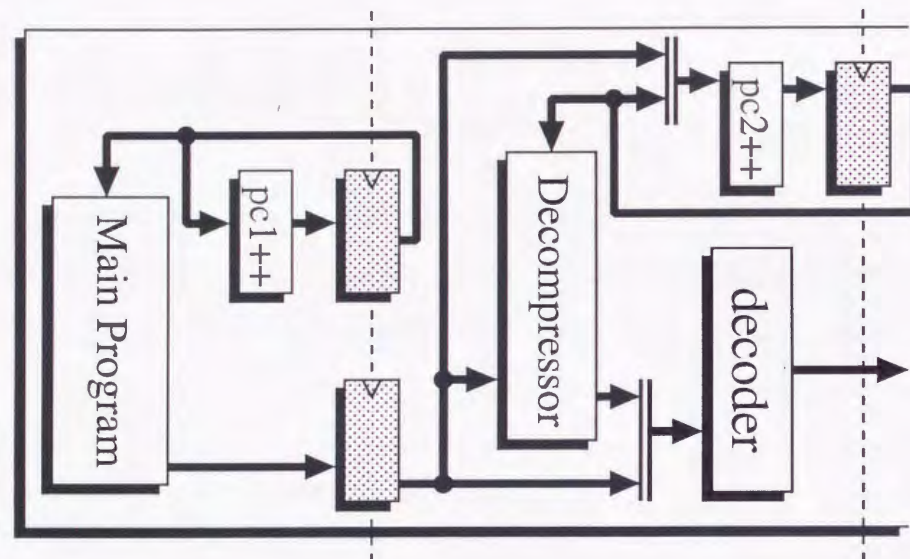 Main Program
pc1++
Decompressor
pc2++
decoder